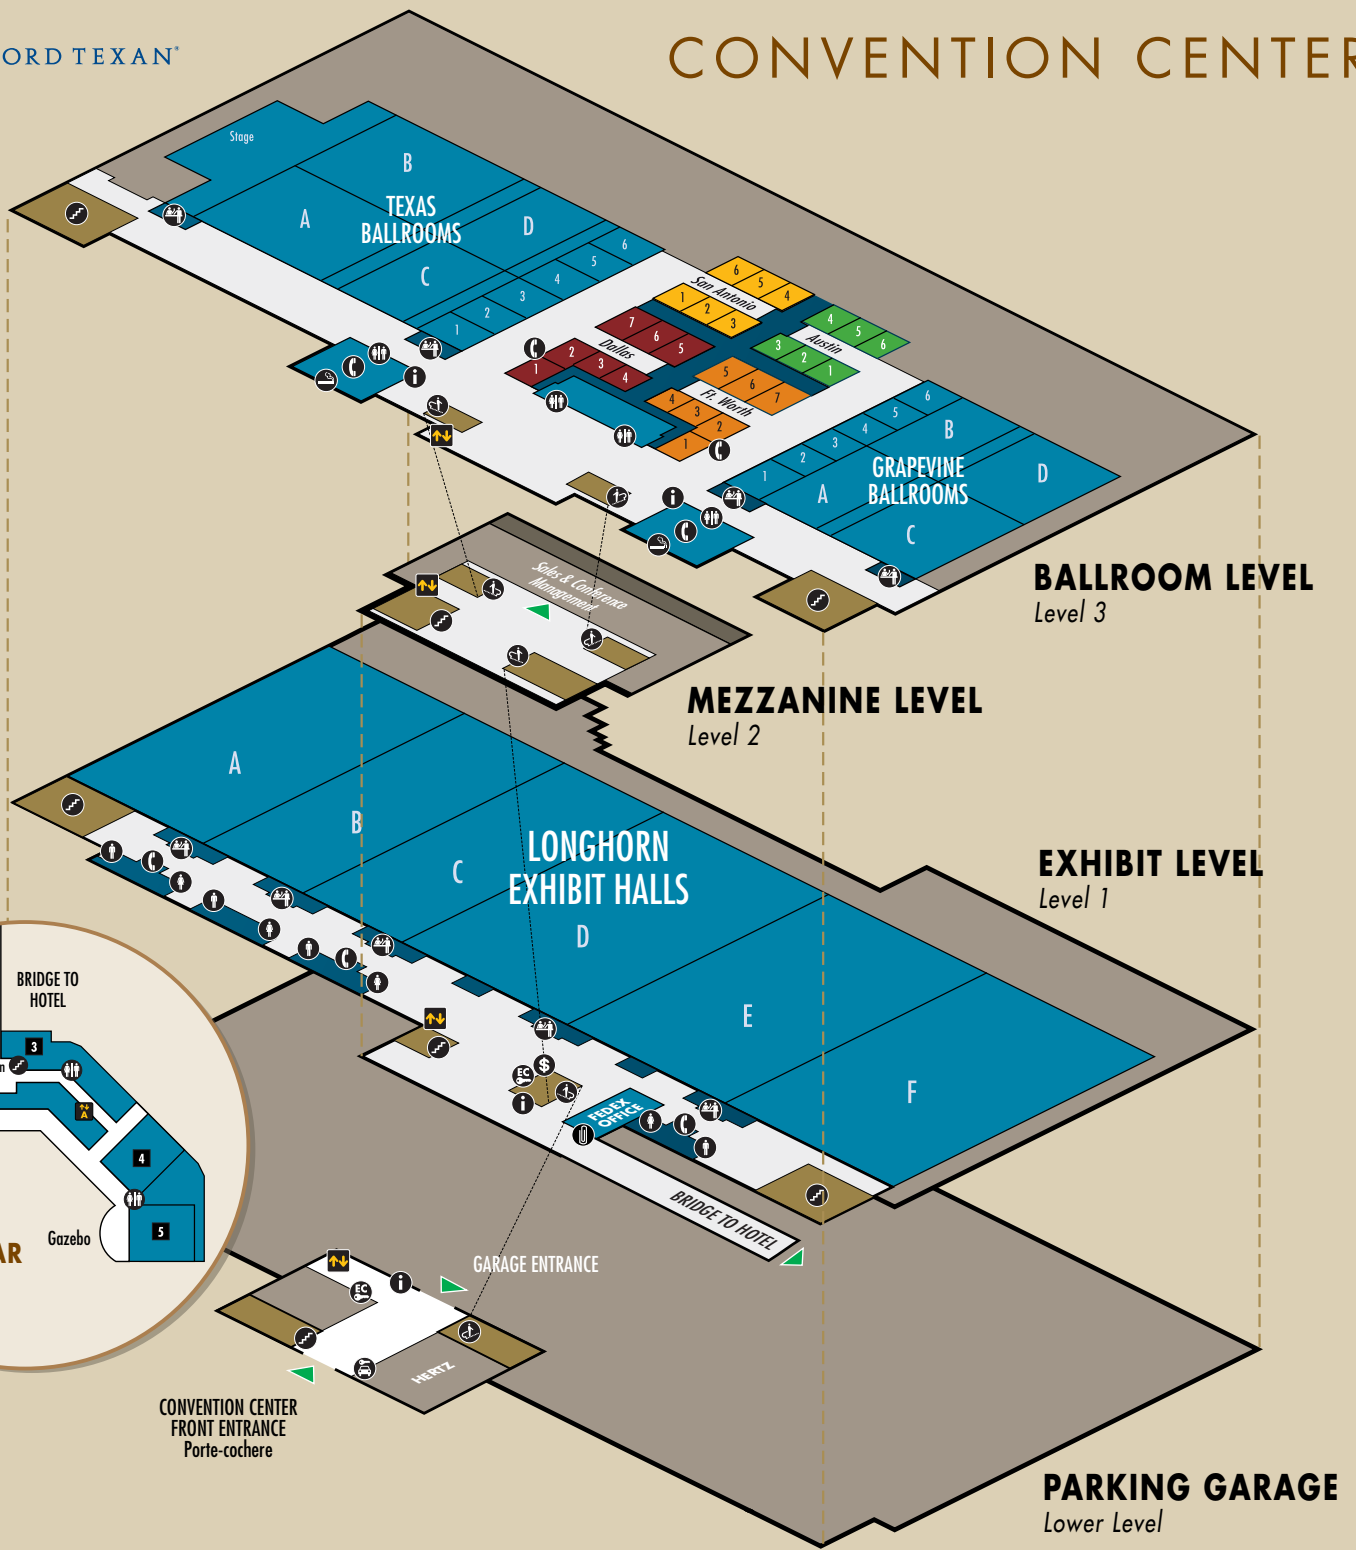 ORD TEXAN®
CONVENTION CENTER
Stage
B
TEXAS
BALLROOMS
A
D
C
6
5
4
3
2
1
San Antonio
6
5
4
1
2
3
Dallas
7
6
5
2
1
3
4
Austin
4
5
6
3
2
1
Ft. Worth
5
6
7
4
3
2
1
GRAPEVINE
BALLROOMS
6
5
4
3
2
1
B
D
A
C
BALLROOM LEVEL
Level 3
Sales & Conference
Management
MEZZANINE LEVEL
Level 2
A
B
C
LONGHORN
EXHIBIT HALLS
D
E
F
EXHIBIT LEVEL
Level 1
EC
$
FEDEX
OFFICE
BRIDGE TO HOTEL
BRIDGE TO
HOTEL
3
n
A
4
5
Gazebo
AR
GARAGE ENTRANCE
EC
HERTZ
CONVENTION CENTER
FRONT ENTRANCE
Porte-cochere
PARKING GARAGE
Lower Level